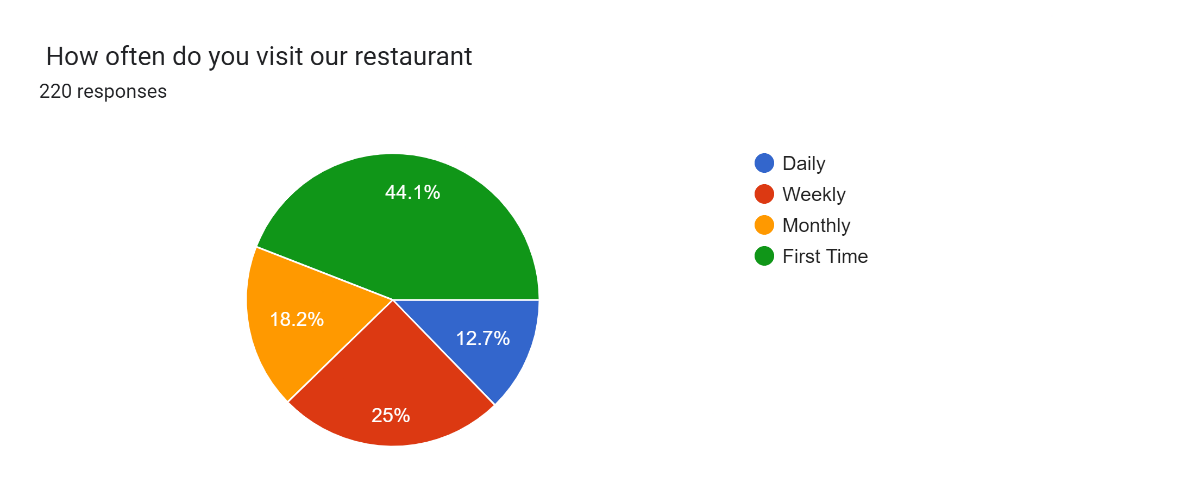 How often do you visit our restaurant
220 responses
44.1%
18.2%
12.7%
25%
Daily
Weekly
Monthly
First Time